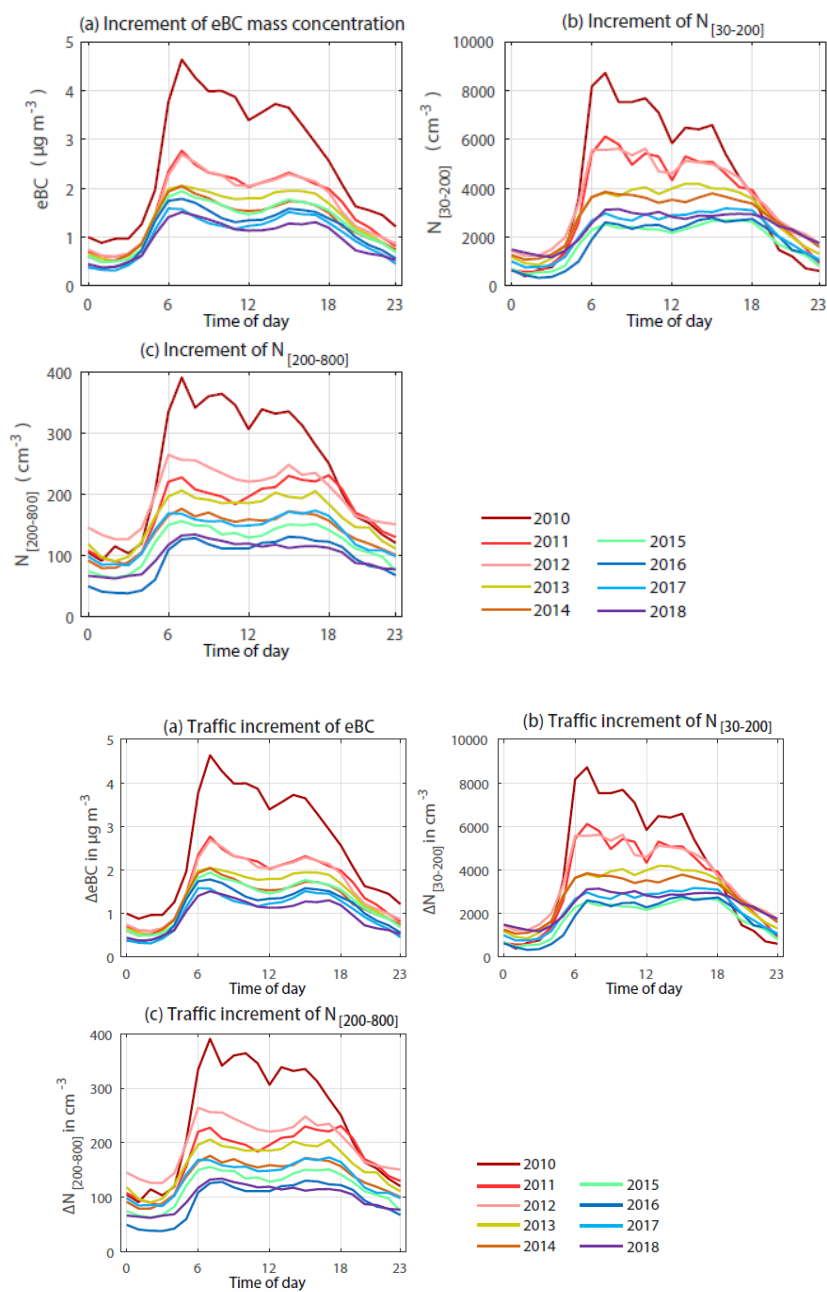 (a) Increment of eBC mass concentration
5
4
3
2
1
0
eBC ( µg m⁻³ )
0 6 12 18 23
Time of day
(b) Increment of N [30-200]
10000
8000
6000
4000
2000
0
N [30-200] ( cm⁻³ )
0 6 12 18 23
Time of day
(c) Increment of N [200-800]
400
300
200
100
0
N [200-800] ( cm⁻³ )
0 6 12 18 23
Time of day
2010
2011
2012
2013
2014
2015
2016
2017
2018
(a) Traffic increment of eBC
5
4
3
2
1
0
ΔeBC in µg m⁻³
0 6 12 18 23
Time of day
(b) Traffic increment of N [30-200]
10000
8000
6000
4000
2000
0
ΔN [30-200] in cm⁻³
0 6 12 18 23
Time of day
(c) Traffic increment of N [200-800]
400
300
200
100
0
ΔN [200-800] in cm⁻³
0 6 12 18 23
Time of day
2010
2011
2012
2013
2014
2015
2016
2017
2018